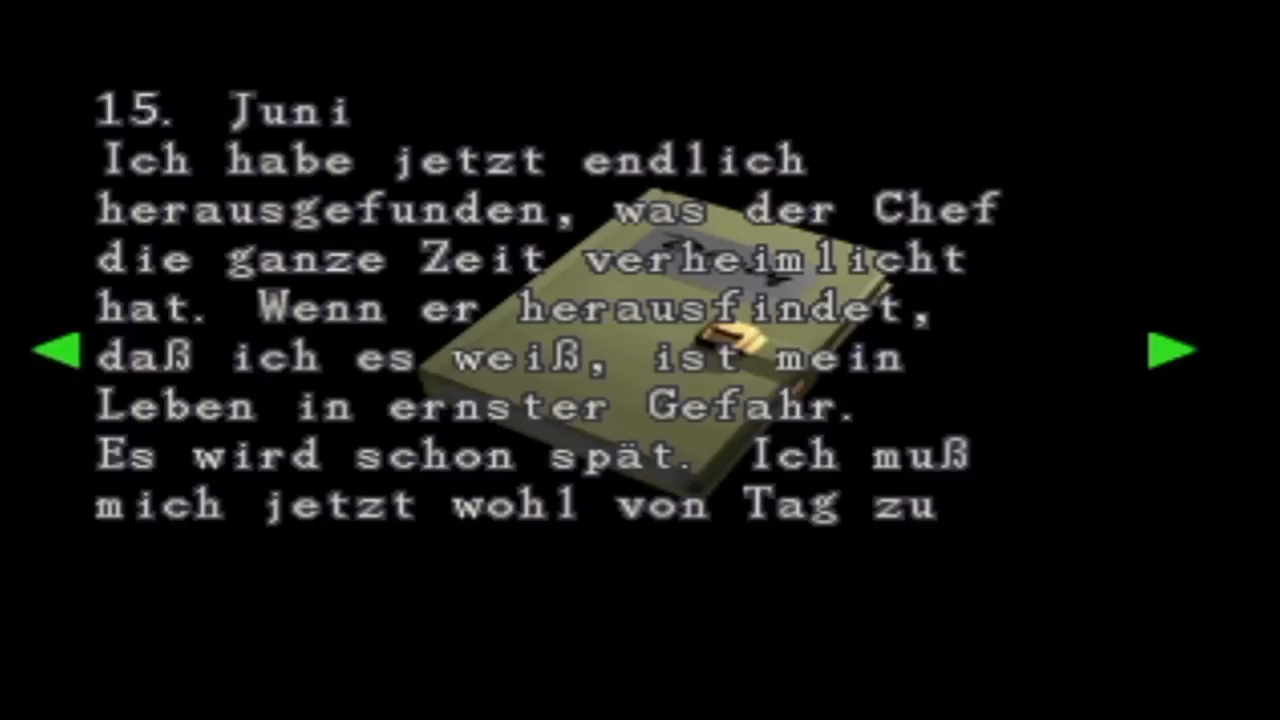 15. Juni
Ich habe jetzt endlich
herausgefunden, was der Chef
die ganze Zeit verheimlicht
hat. Wenn er herausfindet,
daß ich es weiß, ist mein
Leben in ernster Gefahr.
Es wird schon spät. Ich muß
mich jetzt wohl von Tag zu